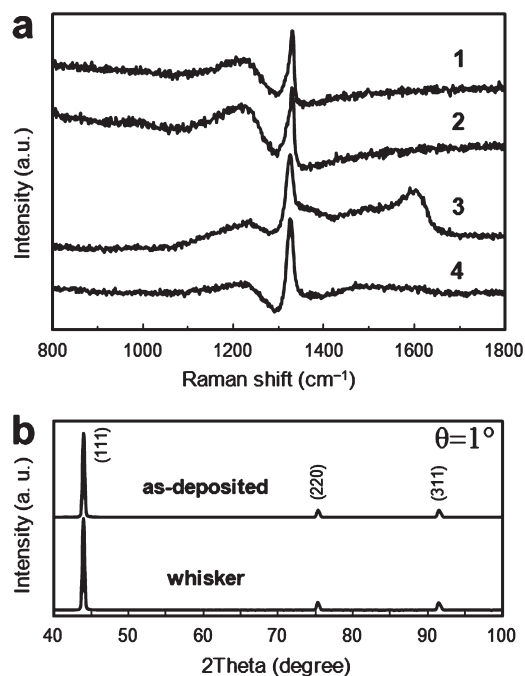 a
Intensity (a.u.)
1
2
3
4
800 1000 1200 1400 1600 1800
Raman shift (cm⁻¹)
b
θ=1°
Intensity (a. u.)
(111)
as-deposited
(220)
(311)
whisker
40 50 60 70 80 90 100
2Theta (degree)